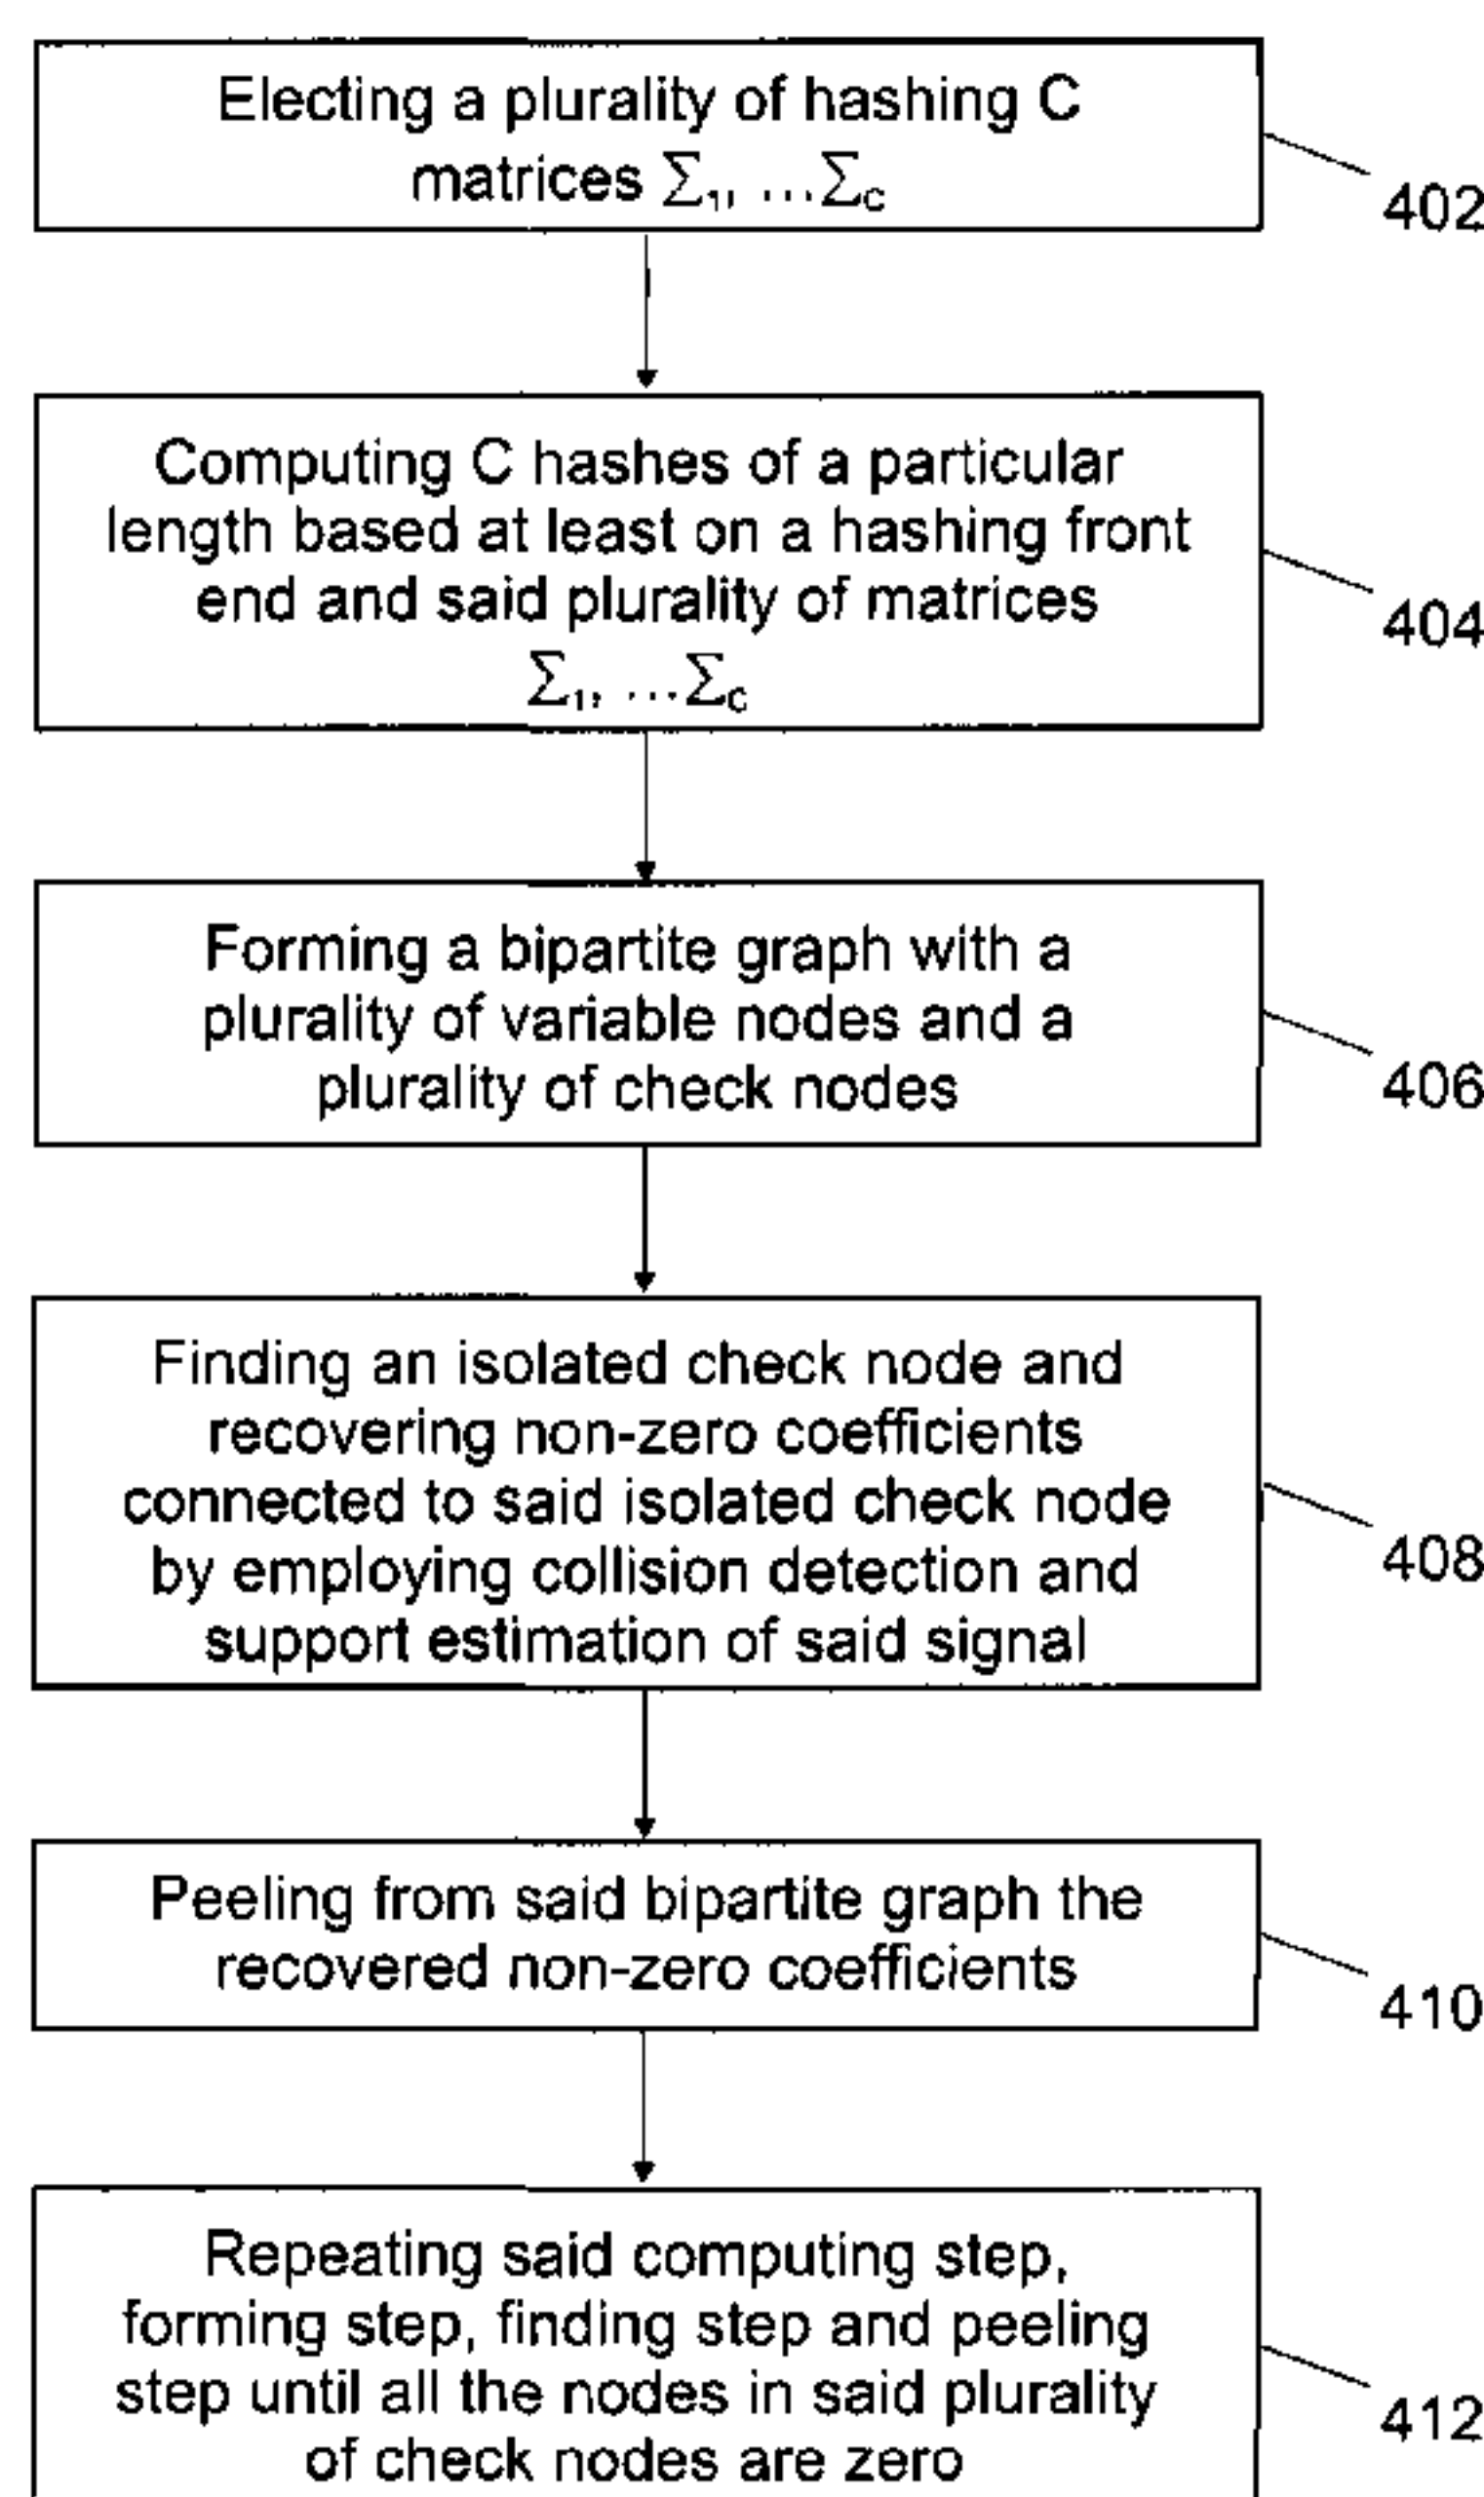 Electing a plurality of hashing C
matrices Σ₁, ...Σ_C
402
Computing C hashes of a particular
length based at least on a hashing front
end and said plurality of matrices
Σ₁, ...Σ_C
404
Forming a bipartite graph with a
plurality of variable nodes and a
plurality of check nodes
406
Finding an isolated check node and
recovering non-zero coefficients
connected to said isolated check node
by employing collision detection and
support estimation of said signal
408
Peeling from said bipartite graph the
recovered non-zero coefficients
410
Repeating said computing step,
forming step, finding step and peeling
step until all the nodes in said plurality
of check nodes are zero
412